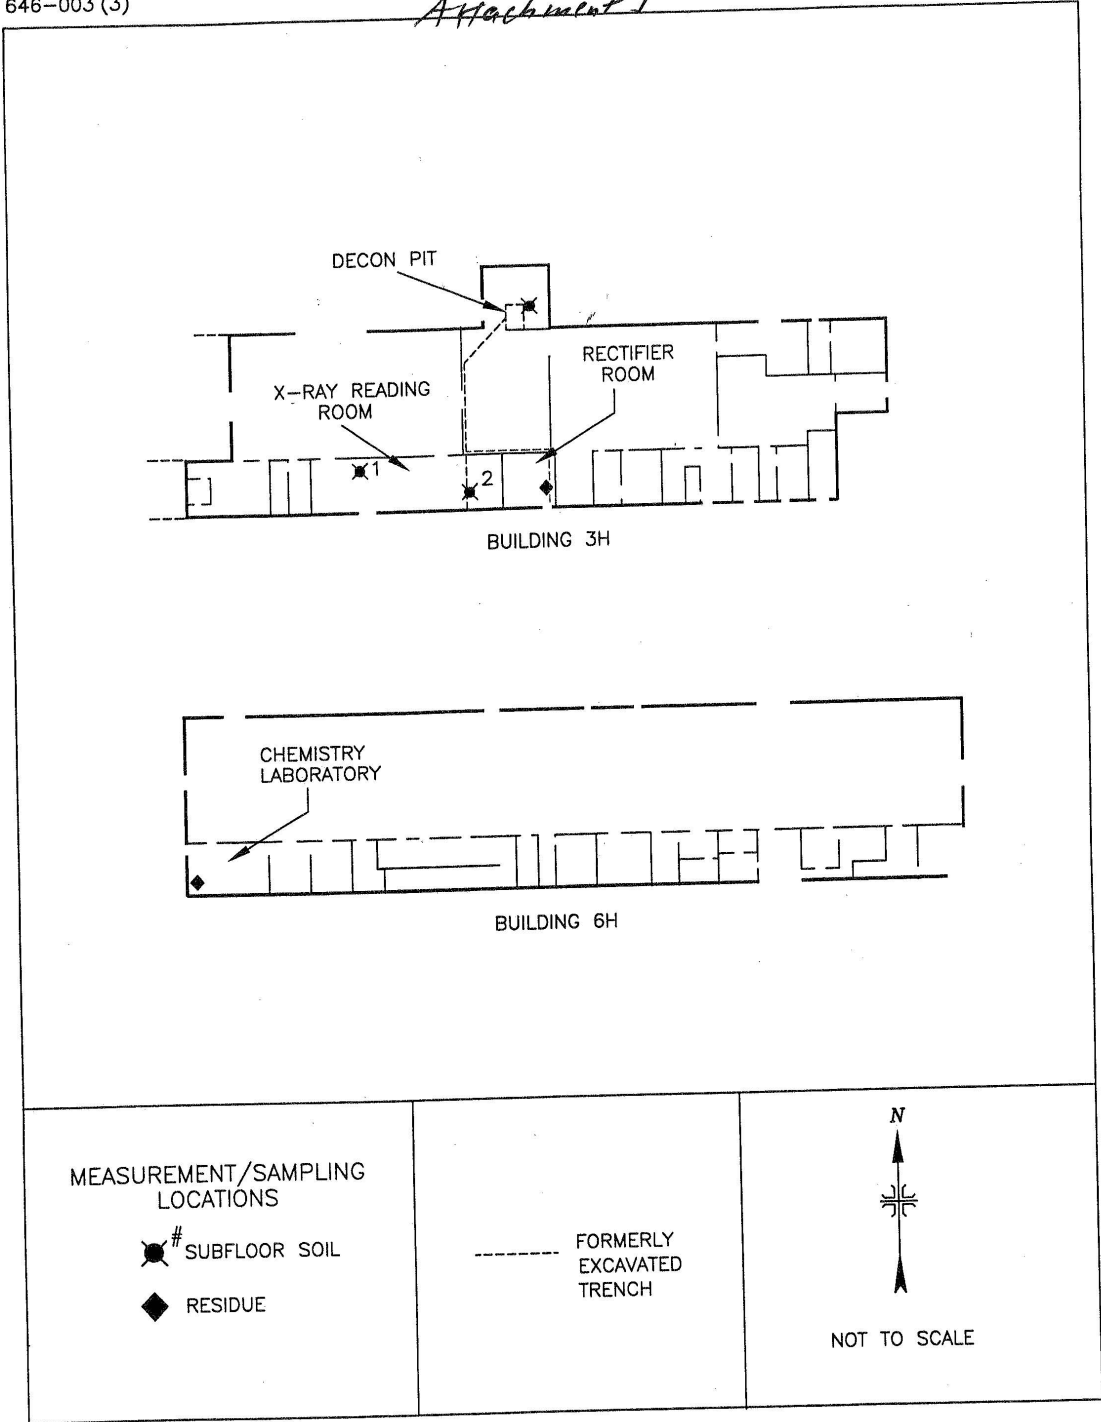 646-003 (3)
Attachment 1
DECON PIT
RECTIFIER
ROOM
X-RAY READING
ROOM
1
2
BUILDING 3H
CHEMISTRY
LABORATORY
BUILDING 6H
MEASUREMENT/SAMPLING
LOCATIONS
# SUBFLOOR SOIL
RESIDUE
FORMERLY
EXCAVATED
TRENCH
N
NOT TO SCALE